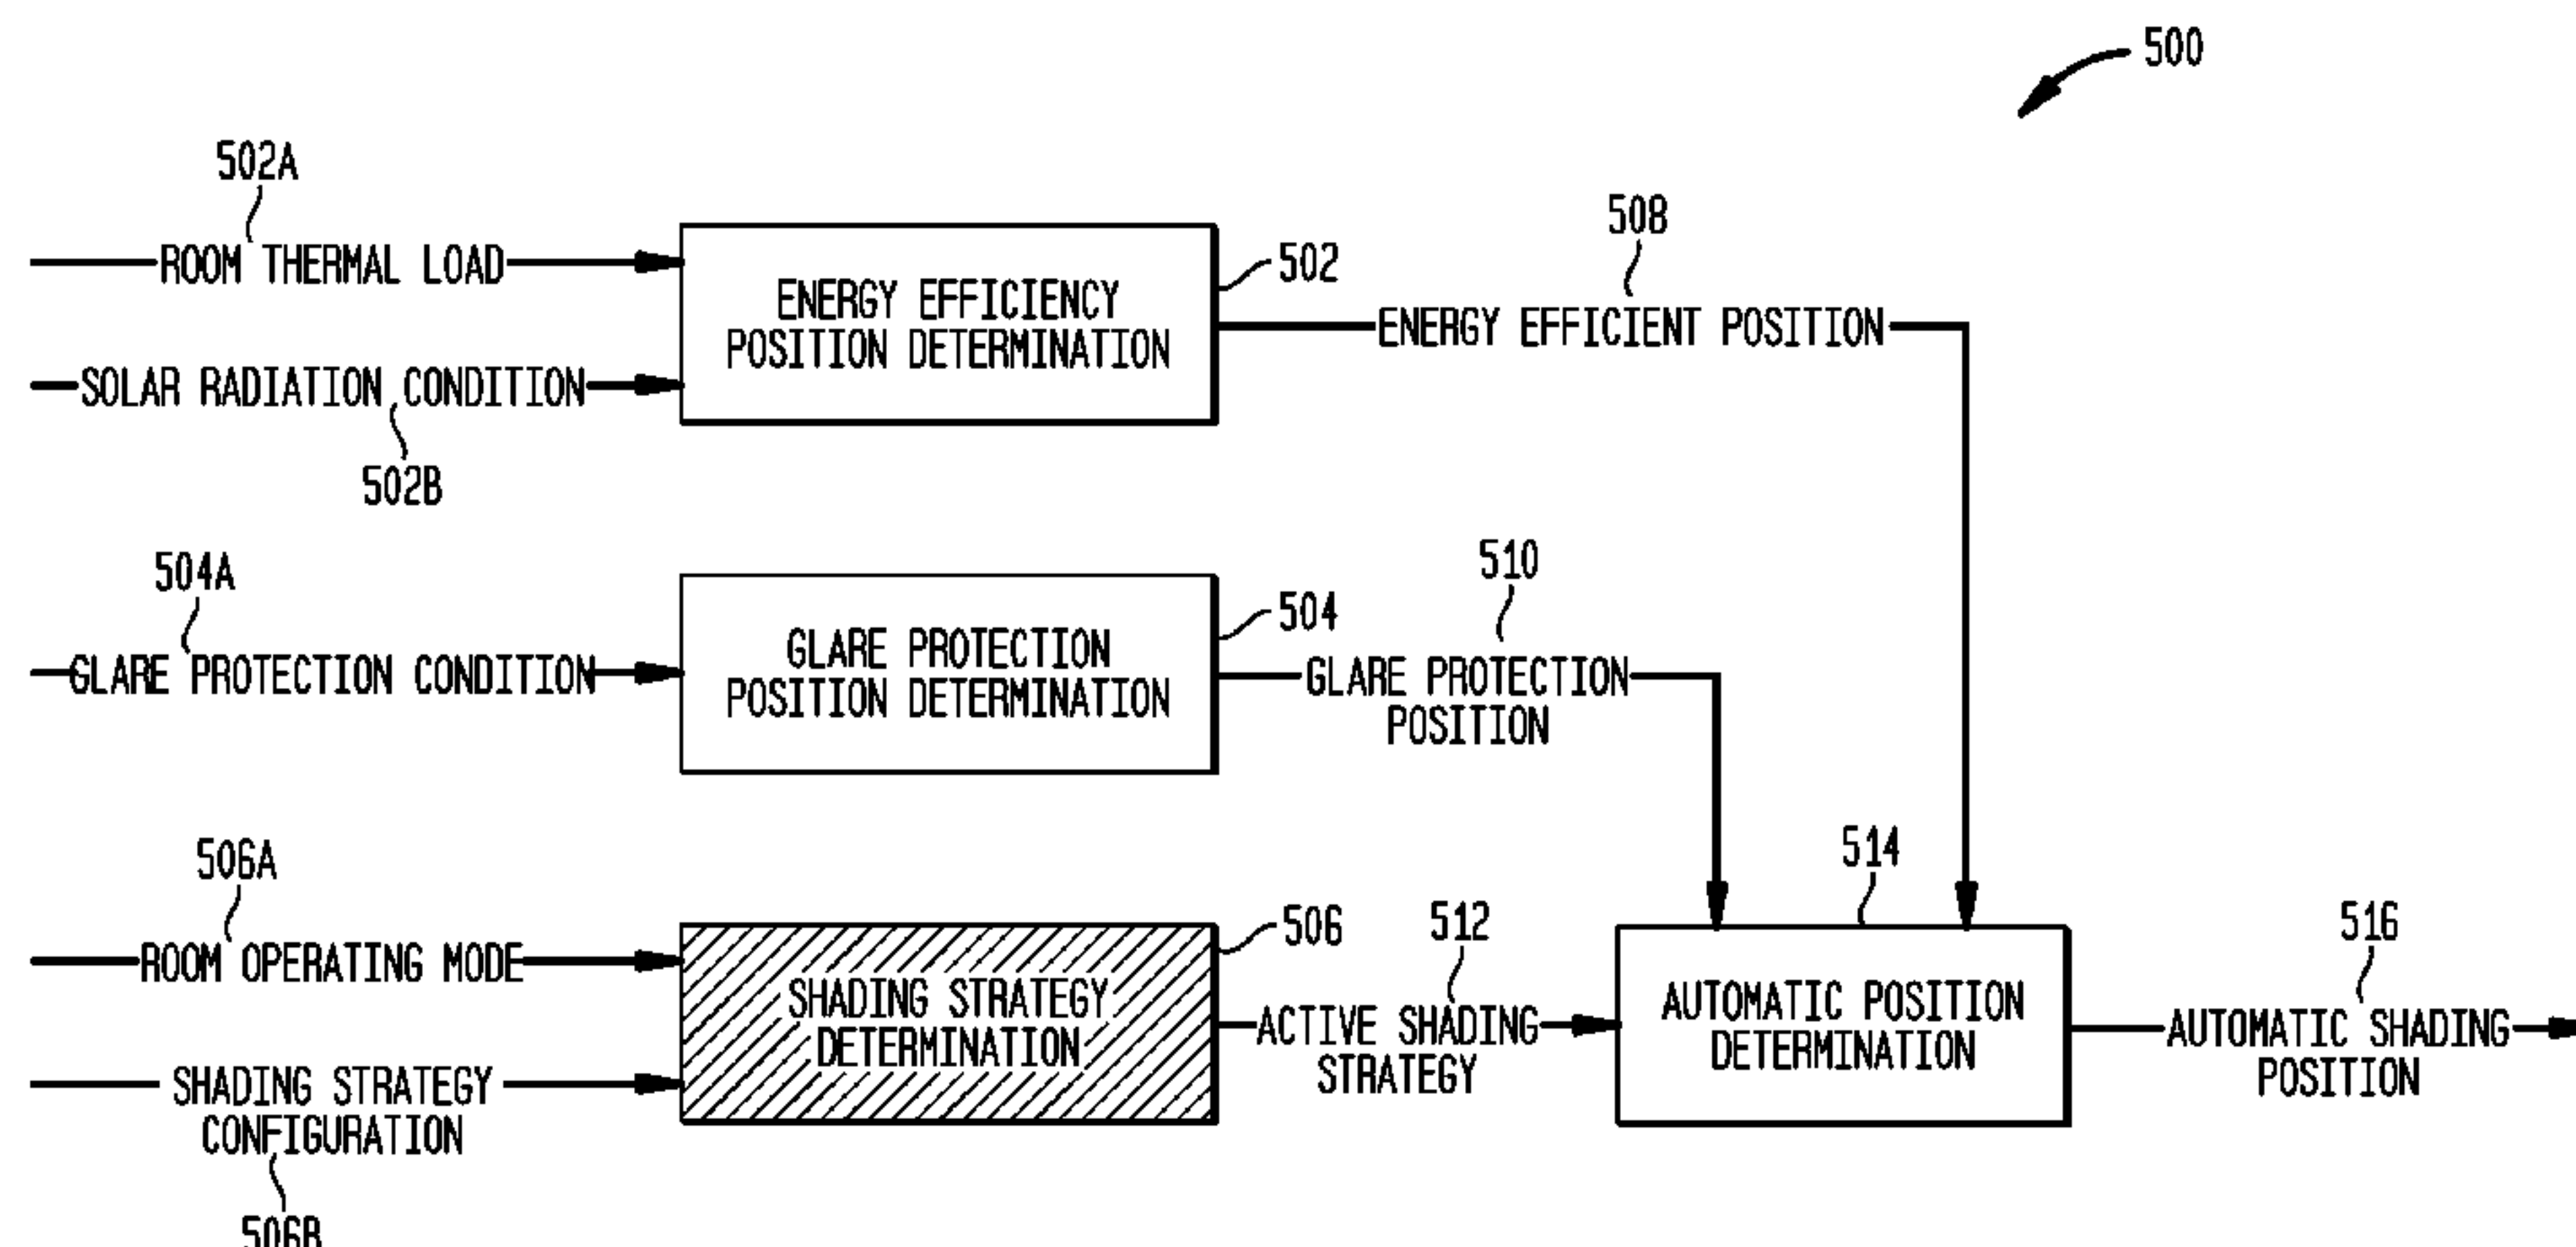 500
502A
ROOM THERMAL LOAD
SOLAR RADIATION CONDITION
502B
ENERGY EFFICIENCY
POSITION DETERMINATION
502
508
ENERGY EFFICIENT POSITION
504A
GLARE PROTECTION CONDITION
GLARE PROTECTION
POSITION DETERMINATION
504
510
GLARE PROTECTION
POSITION
506A
ROOM OPERATING MODE
SHADING STRATEGY
CONFIGURATION
506B
SHADING STRATEGY
DETERMINATION
506
512
ACTIVE SHADING
STRATEGY
514
AUTOMATIC POSITION
DETERMINATION
516
AUTOMATIC SHADING
POSITION